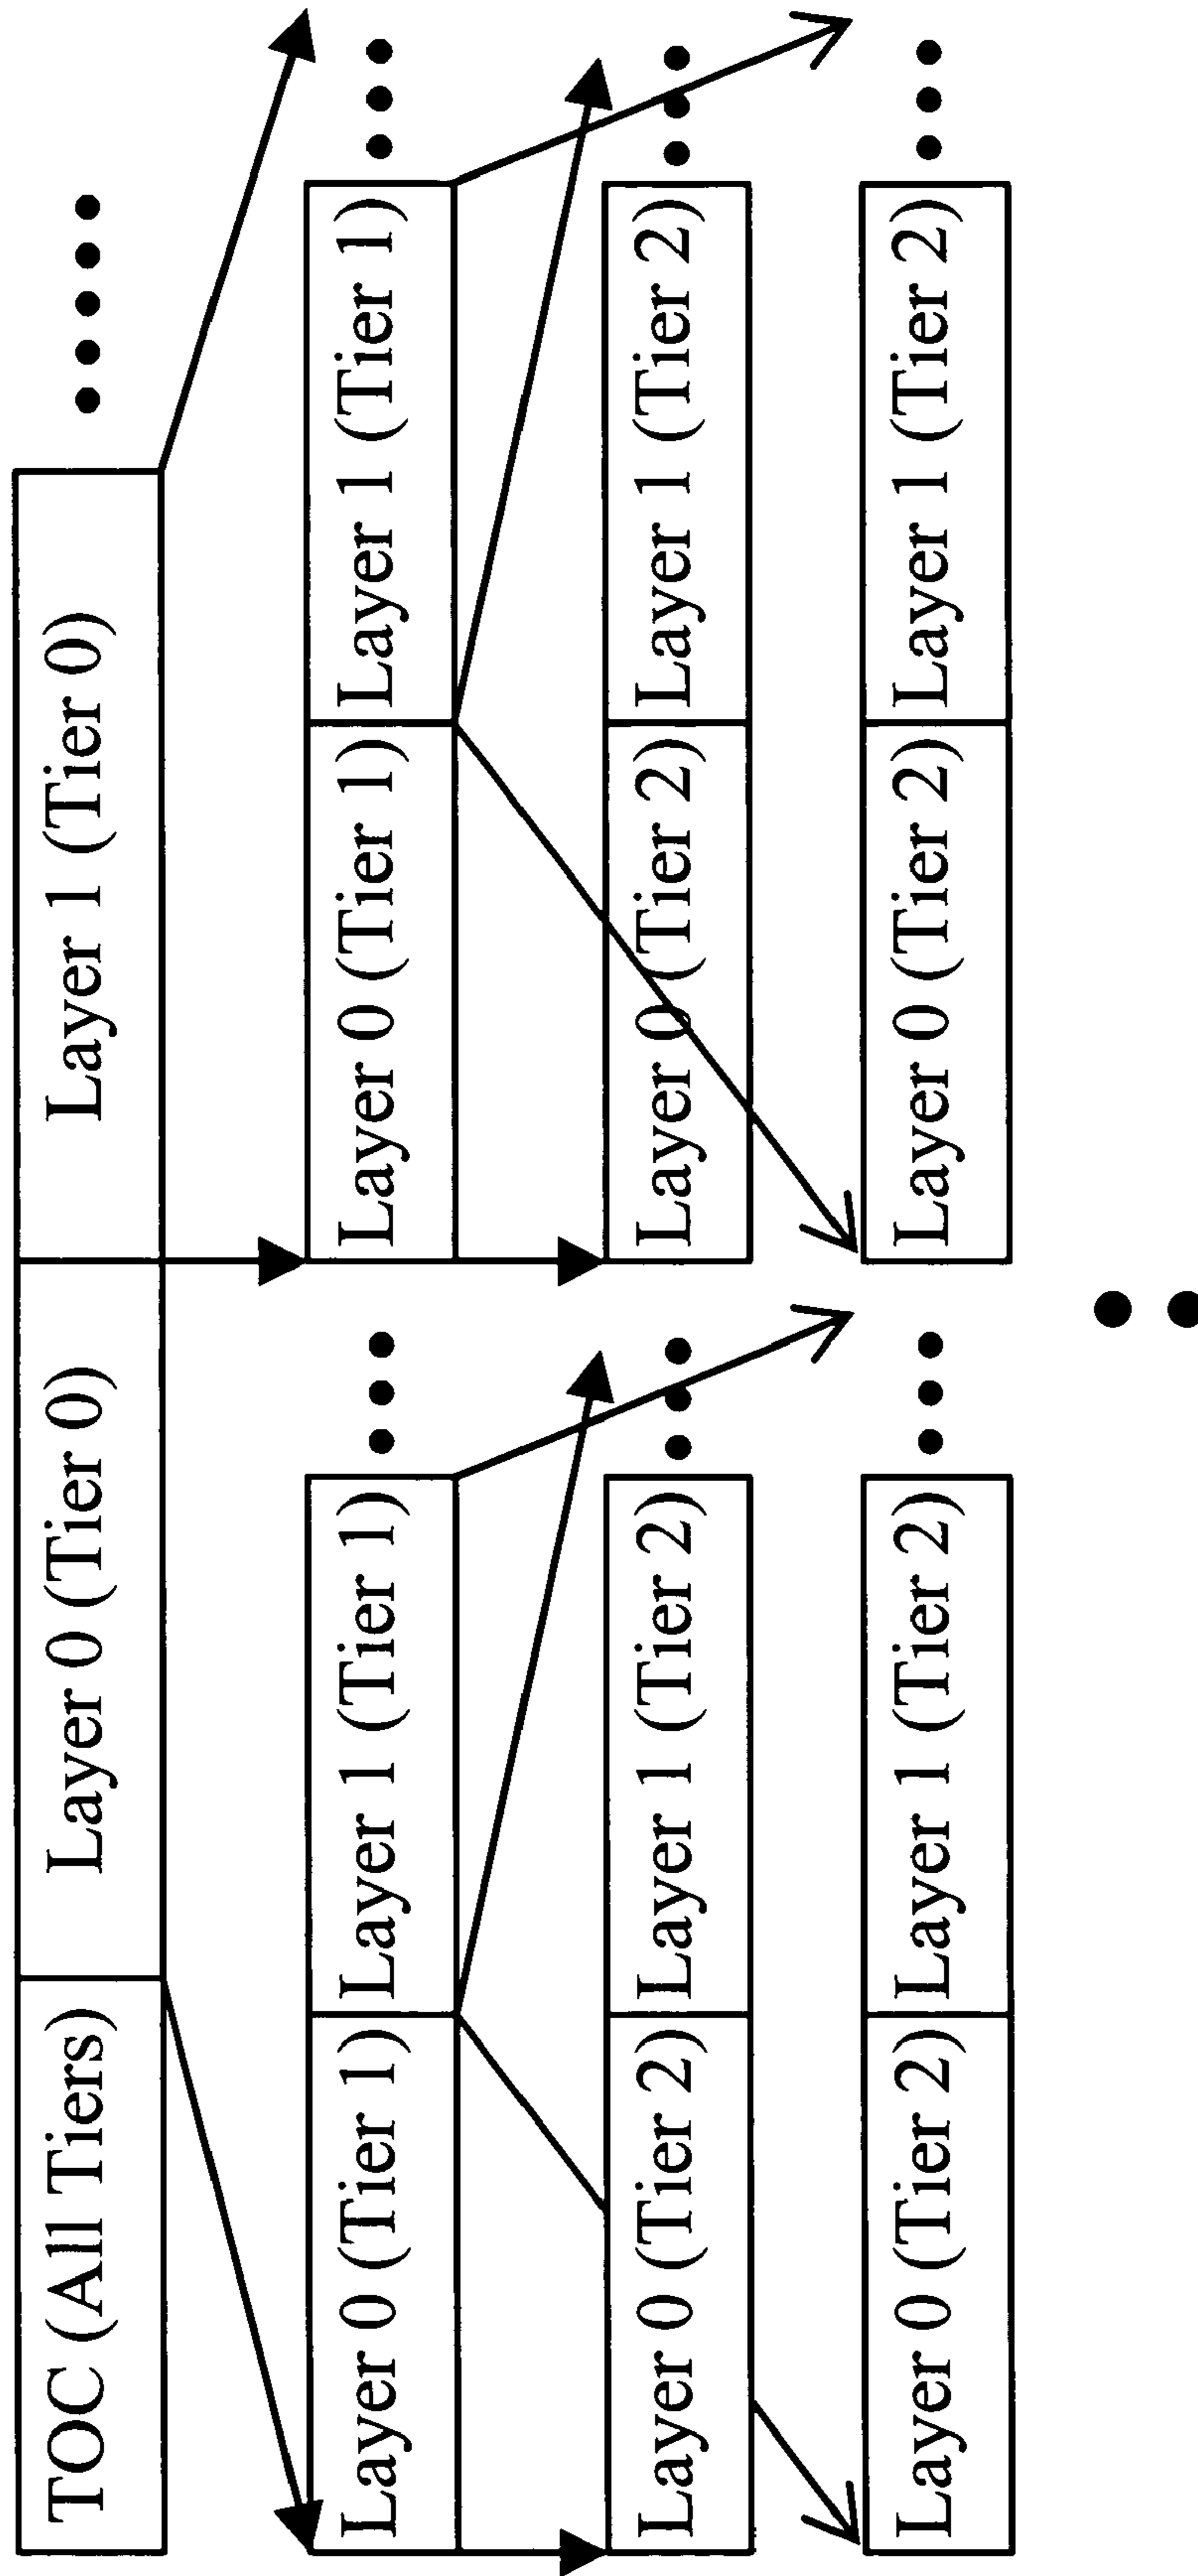 TOC (All Tiers) Layer 0 (Tier 0) Layer 1 (Tier 0)
Layer 0 (Tier 1) Layer 1 (Tier 1) Layer 0 (Tier 1) Layer 1 (Tier 1)
Layer 0 (Tier 2) Layer 1 (Tier 2) Layer 0 (Tier 2) Layer 1 (Tier 2)
Layer 0 (Tier 2) Layer 1 (Tier 2) Layer 0 (Tier 2) Layer 1 (Tier 2)